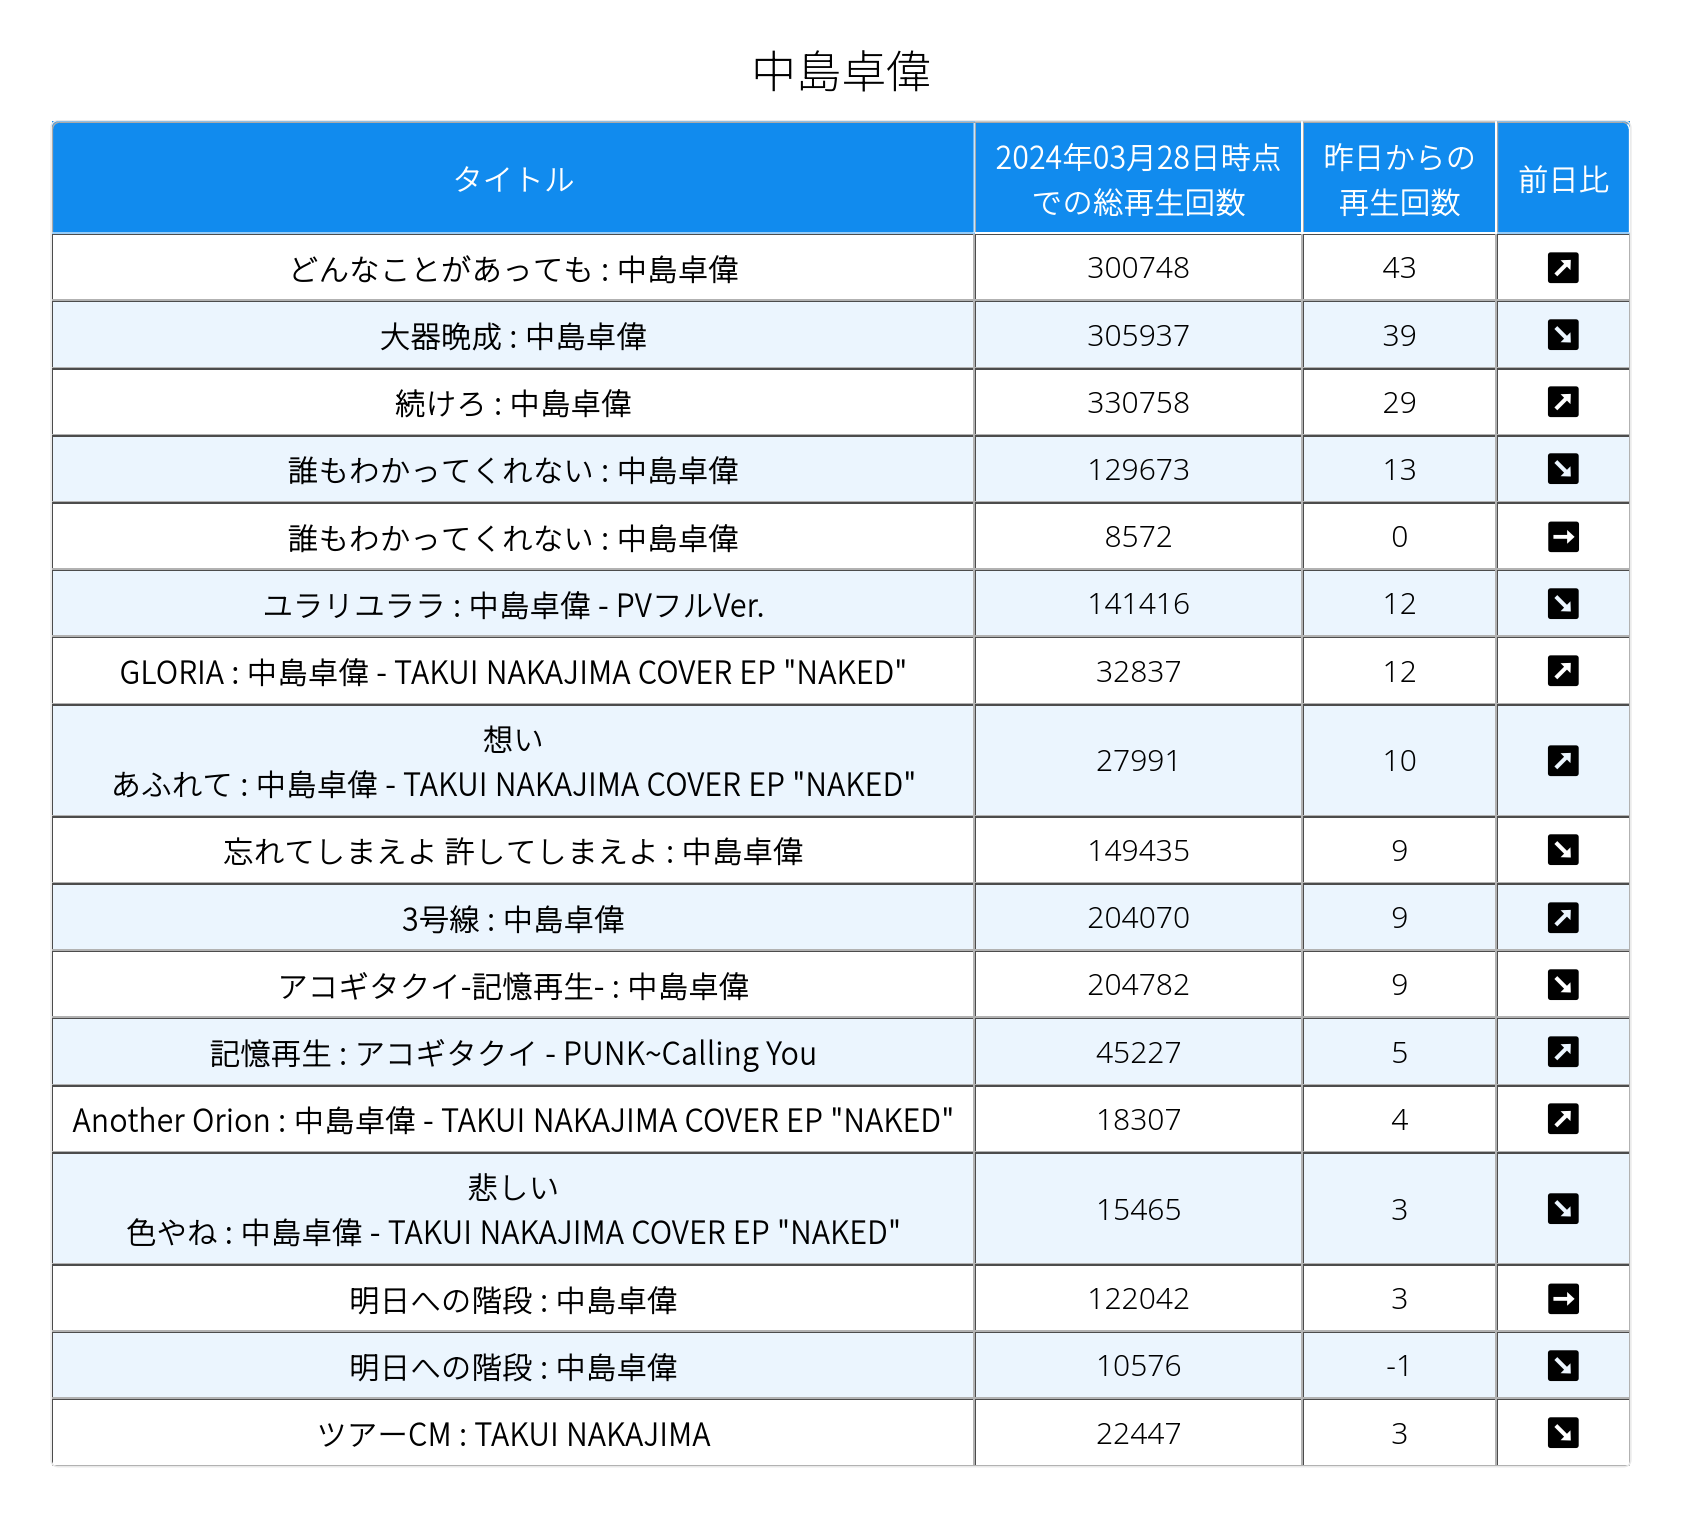 中島卓偉
タイトル
2024年03月28日時点
での総再生回数
昨日からの
再生回数
前日比
どんなことがあっても : 中島卓偉 300748 43 ↗
大器晩成 : 中島卓偉 305937 39 ↘
続けろ : 中島卓偉 330758 29 ↗
誰もわかってくれない : 中島卓偉 129673 13 ↘
誰もわかってくれない : 中島卓偉 8572 0 →
ユラリユララ : 中島卓偉 - PVフルVer. 141416 12 ↘
GLORIA : 中島卓偉 - TAKUI NAKAJIMA COVER EP "NAKED" 32837 12 ↗
想い
あふれて : 中島卓偉 - TAKUI NAKAJIMA COVER EP "NAKED" 27991 10 ↗
忘れてしまえよ 許してしまえよ : 中島卓偉 149435 9 ↘
3号線 : 中島卓偉 204070 9 ↗
アコギタクイ-記憶再生- : 中島卓偉 204782 9 ↘
記憶再生 : アコギタクイ - PUNK~Calling You 45227 5 ↗
Another Orion : 中島卓偉 - TAKUI NAKAJIMA COVER EP "NAKED" 18307 4 ↗
悲しい
色やね : 中島卓偉 - TAKUI NAKAJIMA COVER EP "NAKED" 15465 3 ↘
明日への階段 : 中島卓偉 122042 3 →
明日への階段 : 中島卓偉 10576 -1 ↘
ツアーCM : TAKUI NAKAJIMA 22447 3 ↘